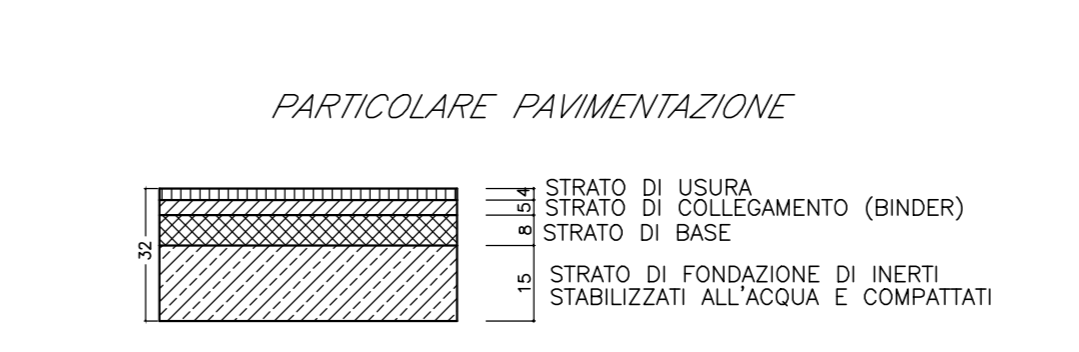 PARTICOLARE PAVIMENTAZIONE
32
4 STRATO DI USURA
5 STRATO DI COLLEGAMENTO (BINDER)
8 STRATO DI BASE
15 STRATO DI FONDAZIONE DI INERTI
STABILIZZATI ALL'ACQUA E COMPATTATI